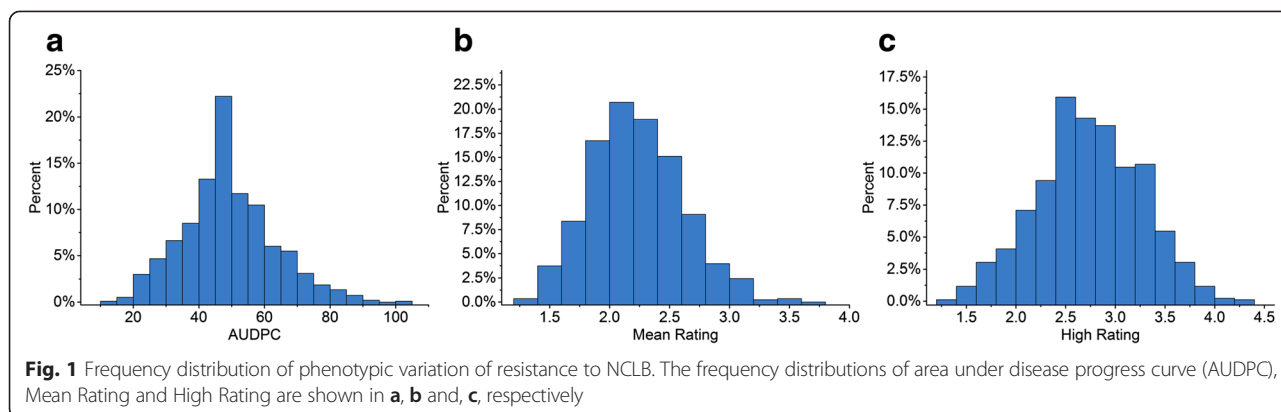 a
25%
20%
15%
10%
5%
0%
Percent
20 40 60 80 100
AUDPC
b
22.5%
20.0%
17.5%
15.0%
12.5%
10.0%
7.5%
5.0%
2.5%
0.0%
Percent
1.5 2.0 2.5 3.0 3.5 4.0
Mean Rating
c
17.5%
15.0%
12.5%
10.0%
7.5%
5.0%
2.5%
0.0%
Percent
1.5 2.0 2.5 3.0 3.5 4.0 4.5
High Rating
Fig. 1 Frequency distribution of phenotypic variation of resistance to NCLB. The frequency distributions of area under disease progress curve (AUDPC),
Mean Rating and High Rating are shown in a, b and, c, respectively